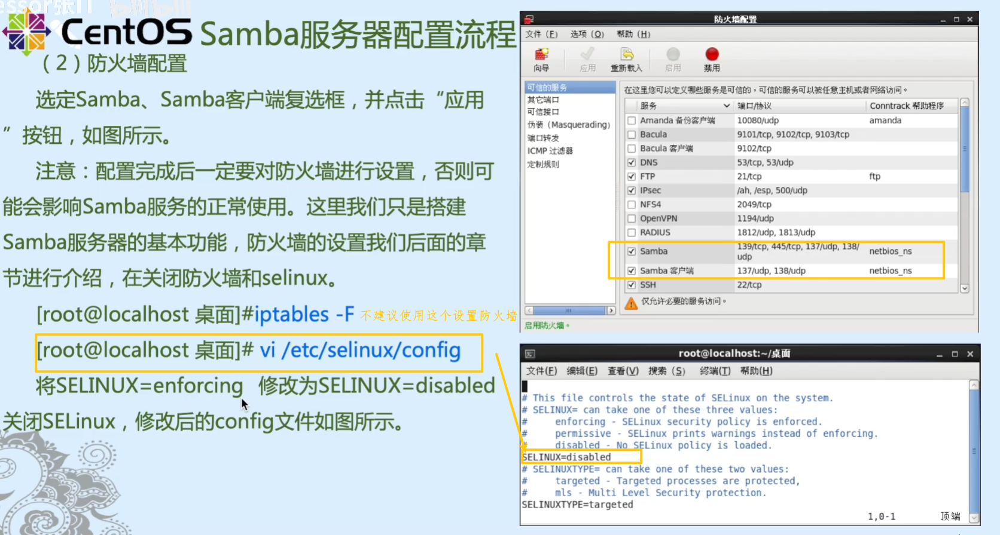 essor张IT bilibili
CentOS Samba服务器配置流程
（2）防火墙配置
选定Samba、Samba客户端复选框，并点击“应用
”按钮，如图所示。
注意：配置完成后一定要对防火墙进行设置，否则可
能会影响Samba服务的正常使用。这里我们只是搭建
Samba服务器的基本功能，防火墙的设置我们后面的章
节进行介绍，在关闭防火墙和selinux。
[root@localhost 桌面]#iptables -F 不建议使用这个设置防火墙
[root@localhost 桌面]# vi /etc/selinux/config
将SELINUX=enforcing 修改为SELINUX=disabled
关闭SELinux，修改后的config文件如图所示。
防火墙配置
文件（F） 选项（O） 帮助（H）
向导 应用 重新载入 启用 禁用
可信的服务
其它端口
可信接口
伪装（Masquerading）
端口转发
ICMP 过滤器
定制规则
在这里您可以定义哪些服务是可信的，可信的服务可以被任意主机或者网络访问。
服务 端口/协议 Conntrack 帮助程序
Amanda 备份客户端 10080/udp amanda
Bacula 9101/tcp, 9102/tcp, 9103/tcp
Bacula 客户端 9102/tcp
DNS 53/tcp, 53/udp
FTP 21/tcp ftp
IPsec /ah, /esp, 500/udp
NFS4 2049/tcp
OpenVPN 1194/udp
RADIUS 1812/udp, 1813/udp
Samba 139/tcp, 445/tcp, 137/udp, 138/
udp netbios_ns
Samba 客户端 137/udp, 138/udp netbios_ns
SSH 22/tcp
仅允许必要的服务访问。
启用防火墙。
root@localhost:~/桌面
文件(F) 编辑(E) 查看(V) 搜索 (S) 终端(T) 帮助(H)
# This file controls the state of SELinux on the system.
# SELINUX= can take one of these three values:
#     enforcing - SELinux security policy is enforced.
#     permissive - SELinux prints warnings instead of enforcing.
#     disabled - No SELinux policy is loaded.
SELINUX=disabled
# SELINUXTYPE= can take one of these two values:
#     targeted - Targeted processes are protected,
#     mls - Multi Level Security protection.
SELINUXTYPE=targeted
1,0-1 顶端